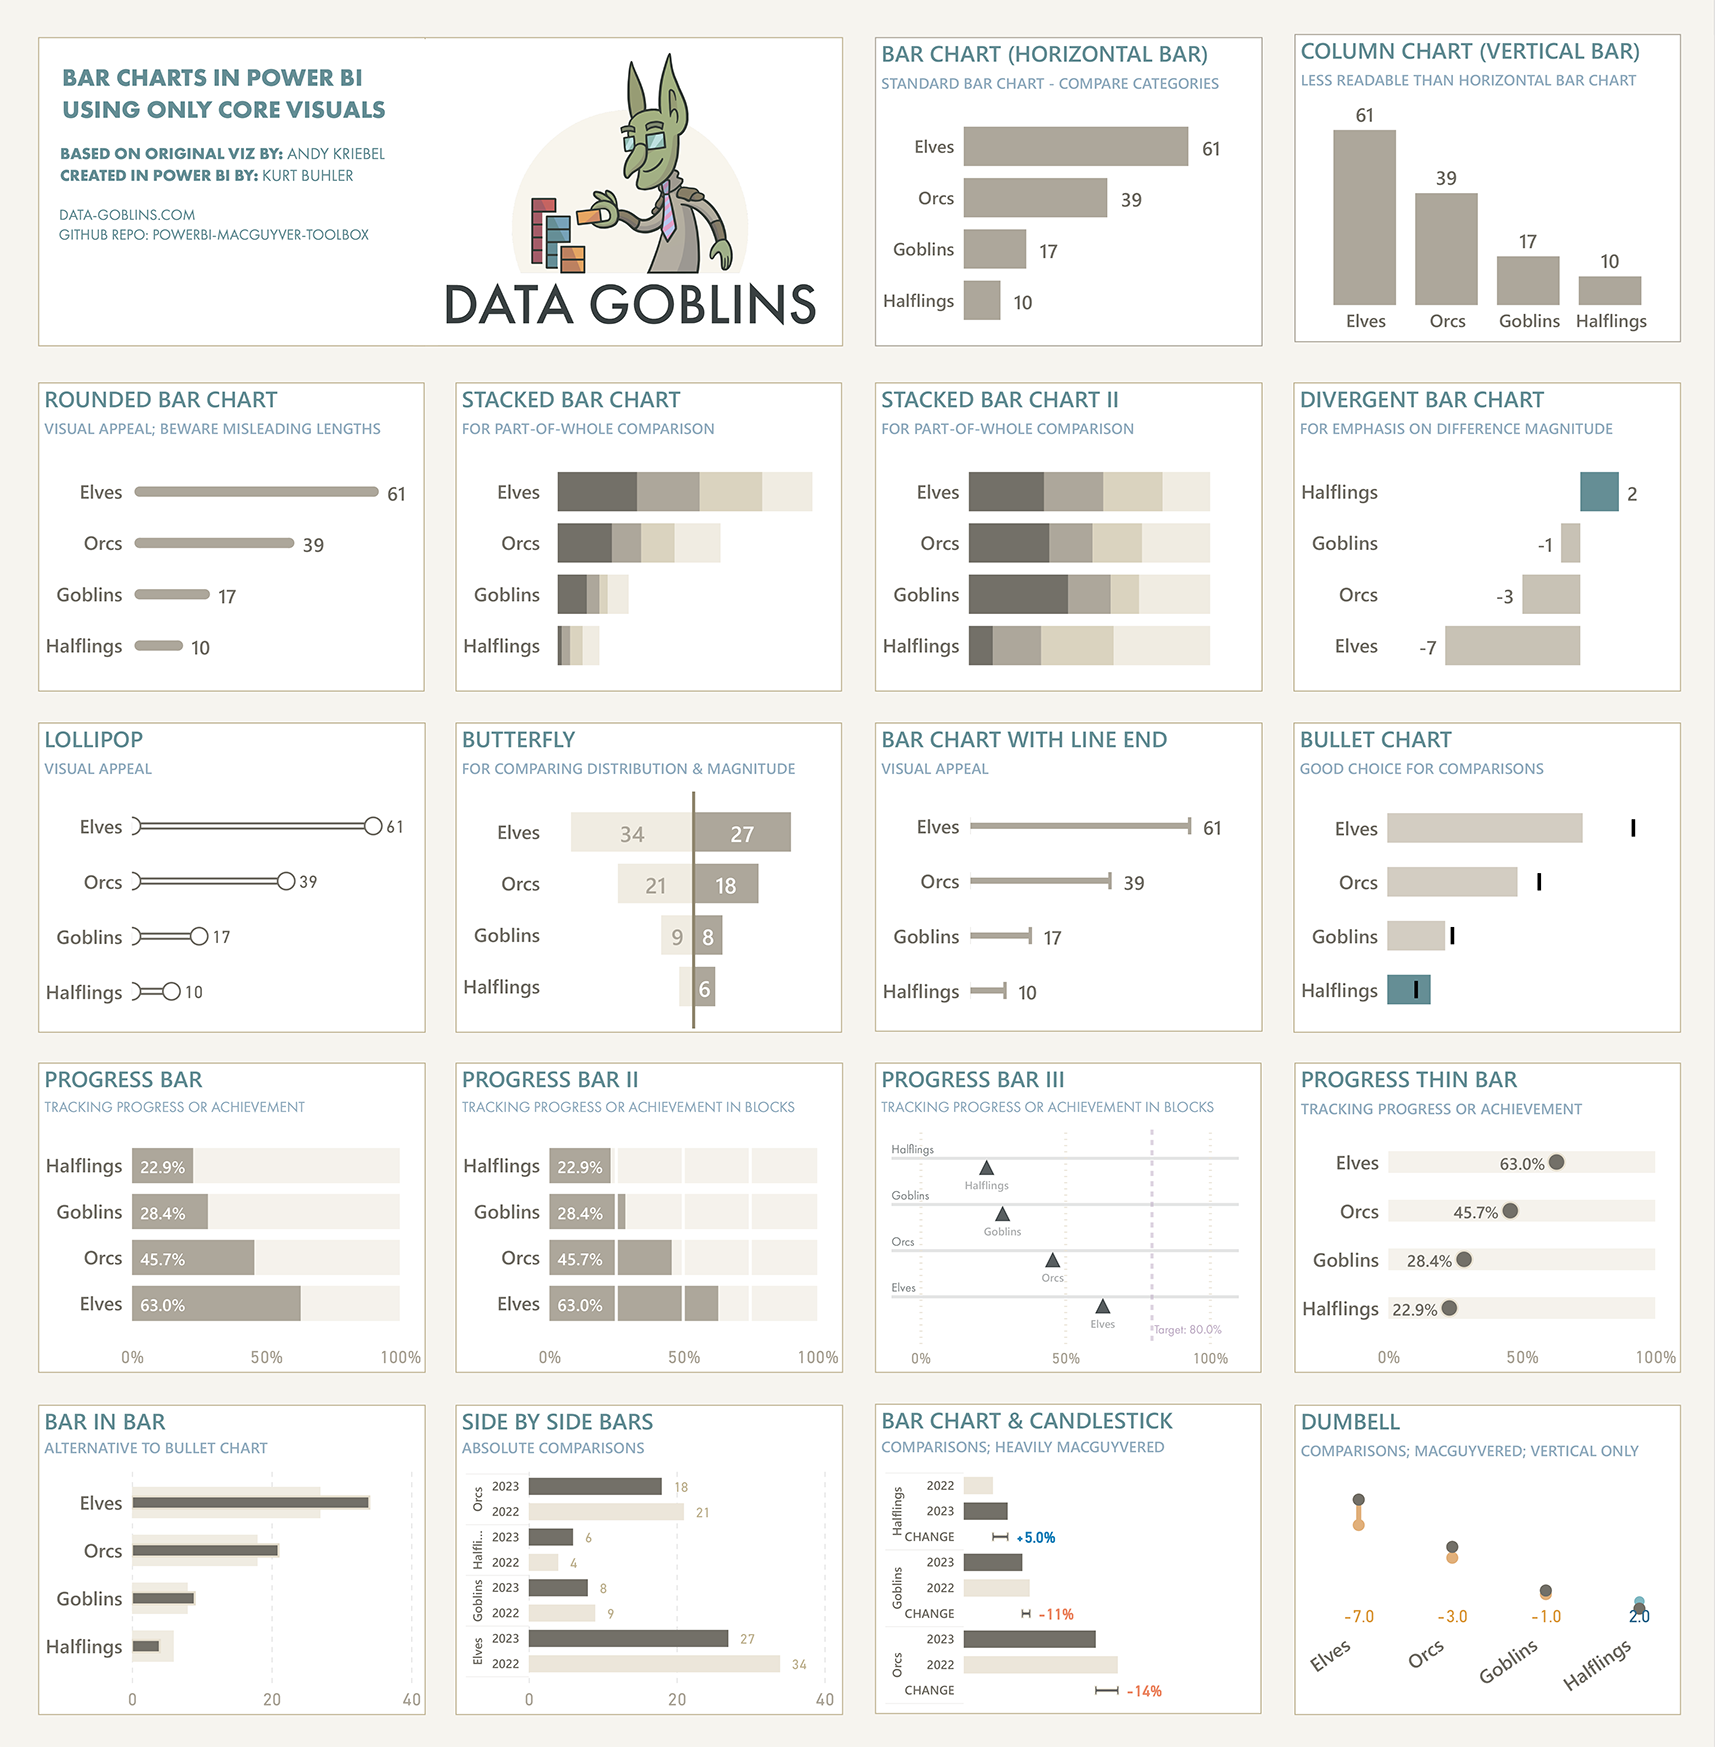 BAR CHARTS IN POWER BI
USING ONLY CORE VISUALS
BASED ON ORIGINAL VIZ BY: ANDY KRIEBEL
CREATED IN POWER BI BY: KURT BUHLER
DATA-GOBLINS.COM
GITHUB REPO: POWERBI-MACGUYVER-TOOLBOX
DATA GOBLINS
BAR CHART (HORIZONTAL BAR)
STANDARD BAR CHART - COMPARE CATEGORIES
Elves 61
Orcs 39
Goblins 17
Halflings 10
COLUMN CHART (VERTICAL BAR)
LESS READABLE THAN HORIZONTAL BAR CHART
61
39
17
10
Elves Orcs Goblins Halflings
ROUNDED BAR CHART
VISUAL APPEAL; BEWARE MISLEADING LENGTHS
Elves 61
Orcs 39
Goblins 17
Halflings 10
STACKED BAR CHART
FOR PART-OF-WHOLE COMPARISON
Elves
Orcs
Goblins
Halflings
STACKED BAR CHART II
FOR PART-OF-WHOLE COMPARISON
Elves
Orcs
Goblins
Halflings
DIVERGENT BAR CHART
FOR EMPHASIS ON DIFFERENCE MAGNITUDE
Halflings 2
Goblins -1
Orcs -3
Elves -7
LOLLIPOP
VISUAL APPEAL
Elves 61
Orcs 39
Goblins 17
Halflings 10
BUTTERFLY
FOR COMPARING DISTRIBUTION & MAGNITUDE
Elves 34 27
Orcs 21 18
Goblins 9 8
Halflings 6
BAR CHART WITH LINE END
VISUAL APPEAL
Elves 61
Orcs 39
Goblins 17
Halflings 10
BULLET CHART
GOOD CHOICE FOR COMPARISONS
Elves
Orcs
Goblins
Halflings
PROGRESS BAR
TRACKING PROGRESS OR ACHIEVEMENT
Halflings 22.9%
Goblins 28.4%
Orcs 45.7%
Elves 63.0%
0% 50% 100%
PROGRESS BAR II
TRACKING PROGRESS OR ACHIEVEMENT IN BLOCKS
Halflings 22.9%
Goblins 28.4%
Orcs 45.7%
Elves 63.0%
0% 50% 100%
PROGRESS BAR III
TRACKING PROGRESS OR ACHIEVEMENT IN BLOCKS
Halflings
Halflings
Goblins
Goblins
Orcs
Orcs
Elves
Elves
Target: 80.0%
0% 50% 100%
PROGRESS THIN BAR
TRACKING PROGRESS OR ACHIEVEMENT
Elves 63.0%
Orcs 45.7%
Goblins 28.4%
Halflings 22.9%
0% 50% 100%
BAR IN BAR
ALTERNATIVE TO BULLET CHART
Elves
Orcs
Goblins
Halflings
0 20 40
SIDE BY SIDE BARS
ABSOLUTE COMPARISONS
Orcs
2023 18
2022 21
Halfli...
2023 6
2022 4
Goblins
2023 8
2022 9
Elves
2023 27
2022 34
0 20 40
BAR CHART & CANDLESTICK
COMPARISONS; HEAVILY MACGUYVERED
Halflings
2022
2023
CHANGE +5.0%
Goblins
2023
2022
CHANGE -11%
Orcs
2023
2022
CHANGE -14%
DUMBELL
COMPARISONS; MACGUYVERED; VERTICAL ONLY
-7.0 -3.0 -1.0 2.0
Elves Orcs Goblins Halflings